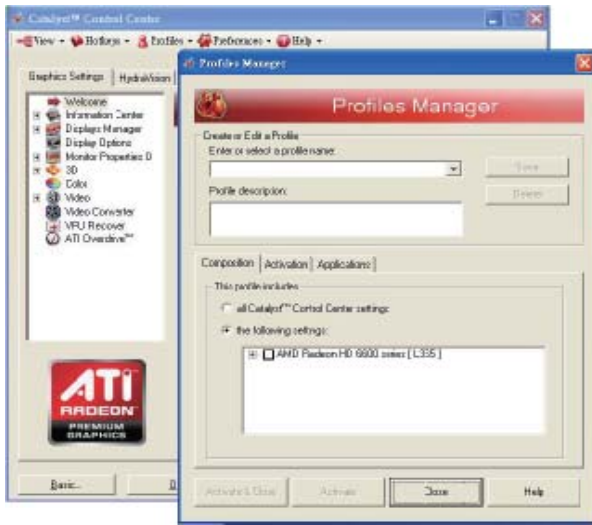 Catalyst™ Control Center
View Hotkeys Profiles Preferences Help
Graphics Settings HydraVision
Welcome
Information Center
Displays Manager
Display Options
Monitor Properties
3D
Color
Video
Video Converter
VPU Recover
ATI Overdrive™
ATI
RADEON
PREMIUM
GRAPHICS
Basic...
Profiles Manager
Profiles Manager
Create or Edit a Profile
Enter or select a profile name:
Save
Profile description:
Delete
Composition Activation Applications
This profile includes
all Catalyst™ Control Center settings
the following settings:
AMD Radeon HD 6600 series [ L335 ]
Activate & Close Activate Close Help